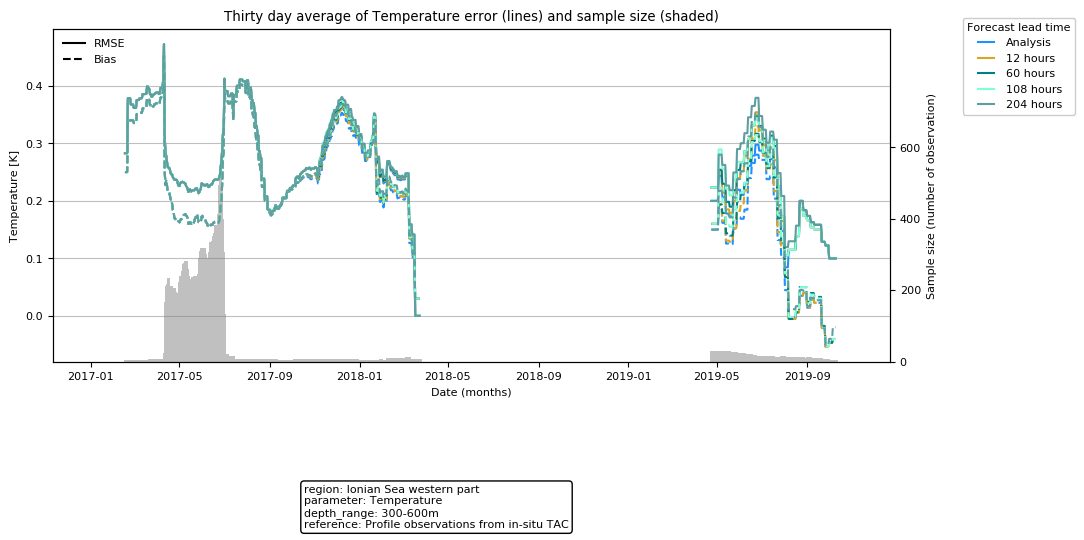 Thirty day average of Temperature error (lines) and sample size (shaded)
RMSE
Bias
Forecast lead time
Analysis
12 hours
60 hours
108 hours
204 hours
Temperature [K]
0.4
0.3
0.2
0.1
0.0
Sample size (number of observation)
600
400
200
0
2017-01 2017-05 2017-09 2018-01 2018-05 2018-09 2019-01 2019-05 2019-09
Date (months)
region: Ionian Sea western part
parameter: Temperature
depth_range: 300-600m
reference: Profile observations from in-situ TAC